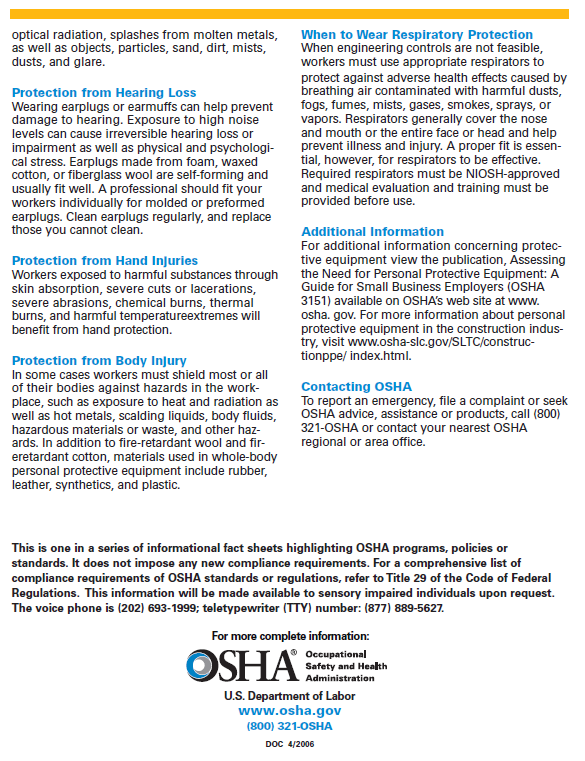 optical radiation, splashes from molten metals,
as well as objects, particles, sand, dirt, mists,
dusts, and glare.
Protection from Hearing Loss
Wearing earplugs or earmuffs can help prevent
damage to hearing. Exposure to high noise
levels can cause irreversible hearing loss or
impairment as well as physical and psychologi-
cal stress. Earplugs made from foam, waxed
cotton, or fiberglass wool are self-forming and
usually fit well. A professional should fit your
workers individually for molded or preformed
earplugs. Clean earplugs regularly, and replace
those you cannot clean.
Protection from Hand Injuries
Workers exposed to harmful substances through
skin absorption, severe cuts or lacerations,
severe abrasions, chemical burns, thermal
burns, and harmful temperatureextremes will
benefit from hand protection.
Protection from Body Injury
In some cases workers must shield most or all
of their bodies against hazards in the work-
place, such as exposure to heat and radiation as
well as hot metals, scalding liquids, body fluids,
hazardous materials or waste, and other haz-
ards. In addition to fire-retardant wool and fir-
eretardant cotton, materials used in whole-body
personal protective equipment include rubber,
leather, synthetics, and plastic.
When to Wear Respiratory Protection
When engineering controls are not feasible,
workers must use appropriate respirators to
protect against adverse health effects caused by
breathing air contaminated with harmful dusts,
fogs, fumes, mists, gases, smokes, sprays, or
vapors. Respirators generally cover the nose
and mouth or the entire face or head and help
prevent illness and injury. A proper fit is essen-
tial, however, for respirators to be effective.
Required respirators must be NIOSH-approved
and medical evaluation and training must be
provided before use.
Additional Information
For additional information concerning protec-
tive equipment view the publication, Assessing
the Need for Personal Protective Equipment: A
Guide for Small Business Employers (OSHA
3151) available on OSHA's web site at www.
osha. gov. For more information about personal
protective equipment in the construction indus-
try, visit www.osha-slc.gov/SLTC/construc-
tionppe/ index.html.
Contacting OSHA
To report an emergency, file a complaint or seek
OSHA advice, assistance or products, call (800)
321-OSHA or contact your nearest OSHA
regional or area office.
This is one in a series of informational fact sheets highlighting OSHA programs, policies or
standards. It does not impose any new compliance requirements. For a comprehensive list of
compliance requirements of OSHA standards or regulations, refer to Title 29 of the Code of Federal
Regulations. This information will be made available to sensory impaired individuals upon request.
The voice phone is (202) 693-1999; teletypewriter (TTY) number: (877) 889-5627.
For more complete information:
OSHA® Occupational
Safety and Health
Administration
U.S. Department of Labor
www.osha.gov
(800) 321-OSHA
DOC 4/2006